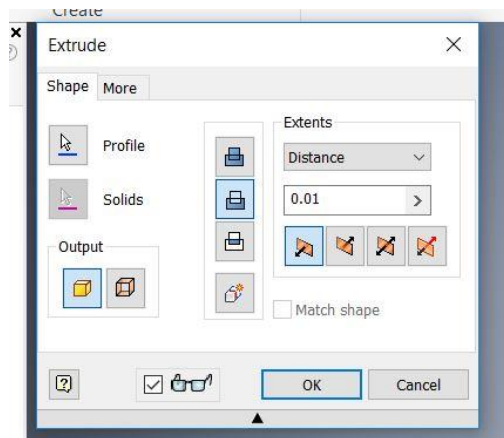 Create
Extrude
Shape More
Profile
Solids
Output
Extents
Distance
0.01
Match shape
OK Cancel